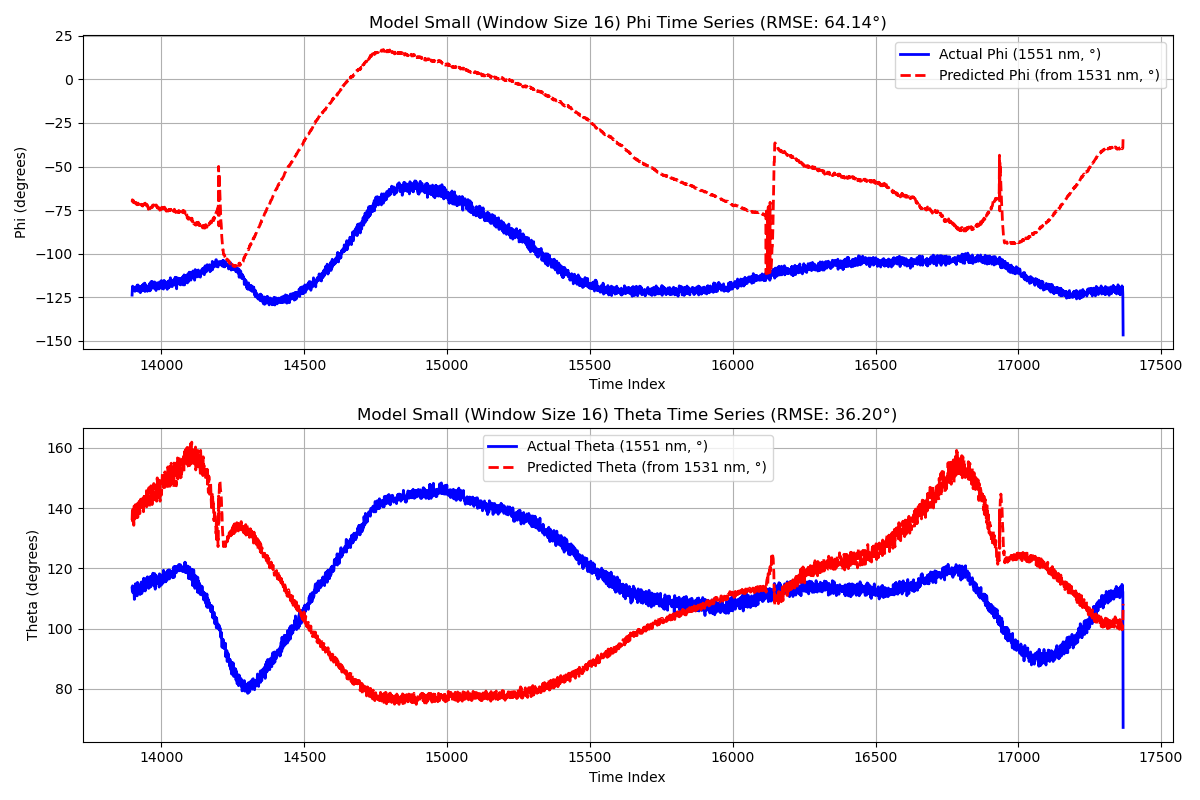 Model Small (Window Size 16) Phi Time Series (RMSE: 64.14°)
25
0
−25
−50
−75
−100
−125
−150
Phi (degrees)
Actual Phi (1551 nm, °)
Predicted Phi (from 1531 nm, °)
14000 14500 15000 15500 16000 16500 17000 17500
Time Index
Model Small (Window Size 16) Theta Time Series (RMSE: 36.20°)
160
140
120
100
80
Theta (degrees)
Actual Theta (1551 nm, °)
Predicted Theta (from 1531 nm, °)
14000 14500 15000 15500 16000 16500 17000 17500
Time Index